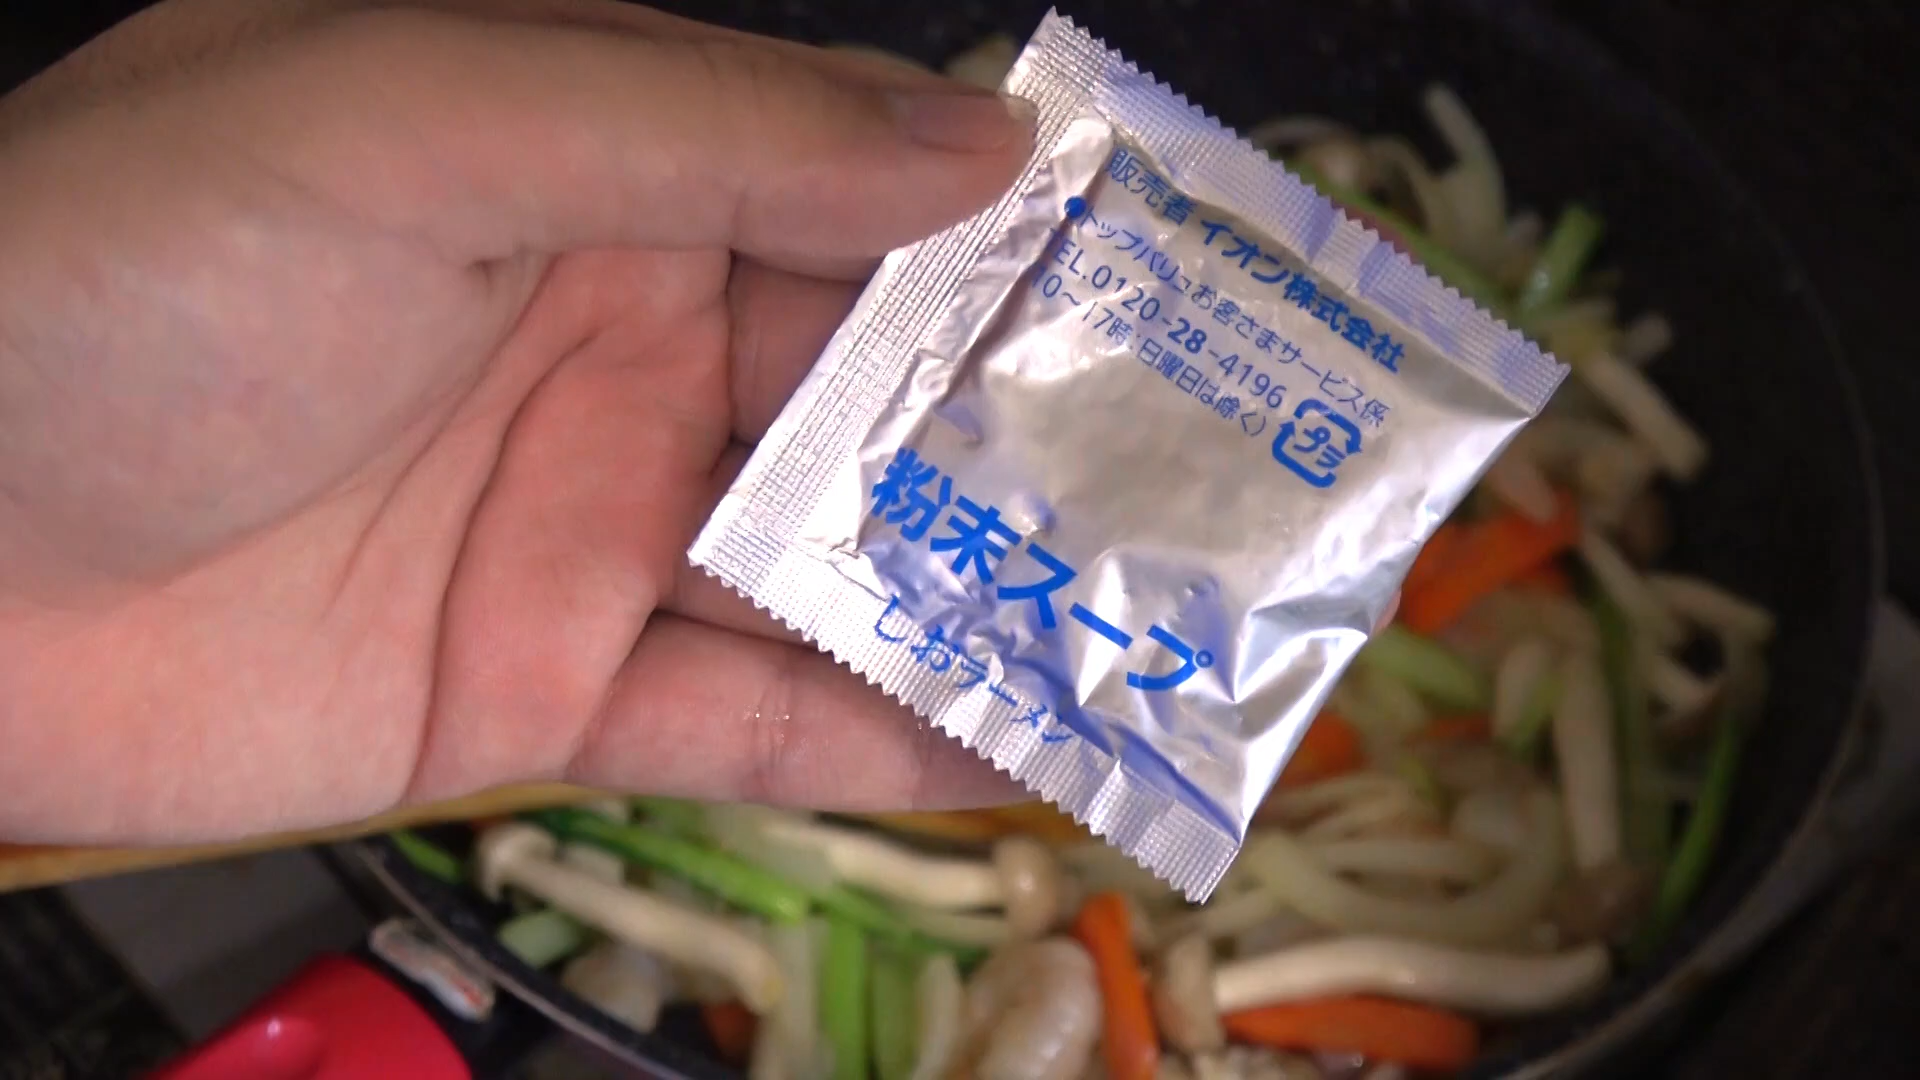 販売者 イオン株式会社
●トップバリュお客さまサービス係
TEL.0120-28-4196
10～17時:日曜日は除く)
プラ
粉末スープ
しおラーメン